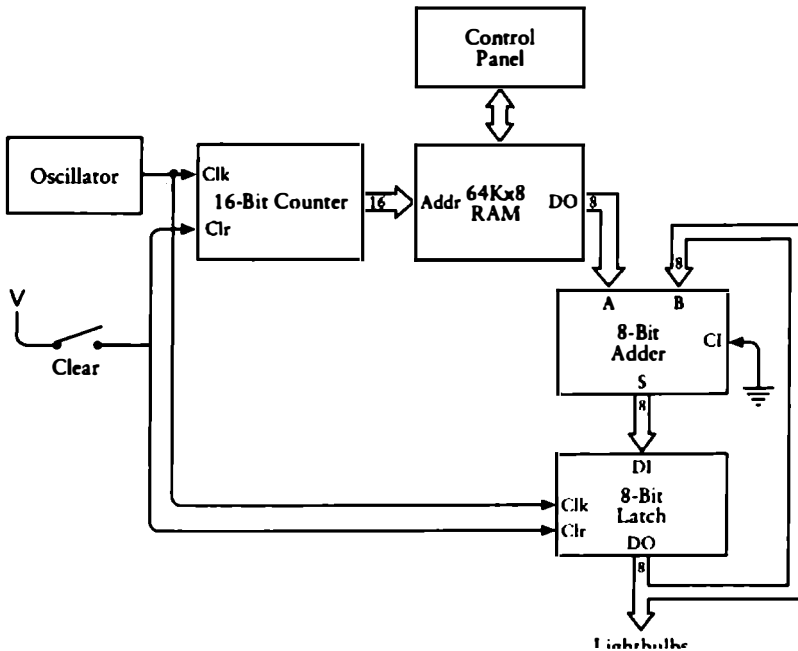 Control
Panel
Oscillator
Clk
16-Bit Counter
Clr
16
Addr
64Kx8
RAM
DO
8
8
V
Clear
A
B
8-Bit
Adder
CI
S
8
DI
Clk
8-Bit
Latch
Clr
DO
8
Lightbulbs